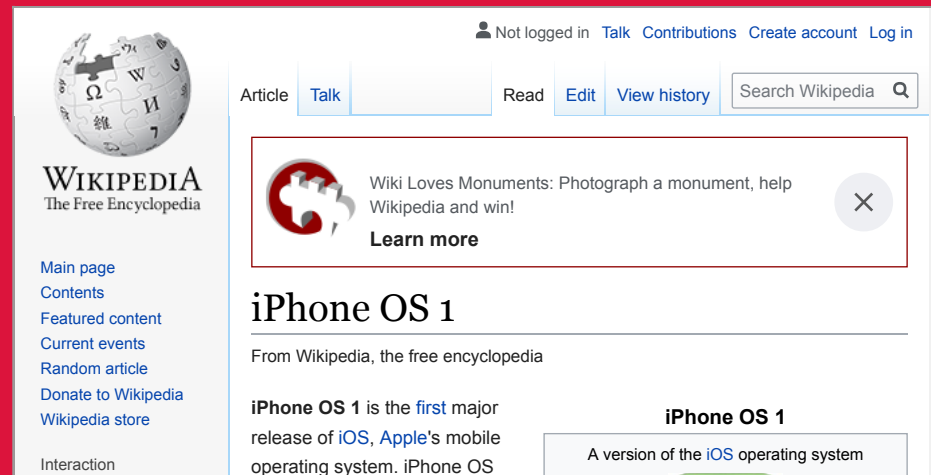 Not logged in Talk Contributions Create account Log in
Article Talk Read Edit View history Search Wikipedia
WIKIPEDIA
The Free Encyclopedia
Wiki Loves Monuments: Photograph a monument, help
Wikipedia and win!
Learn more
Main page
Contents
Featured content
Current events
Random article
Donate to Wikipedia
Wikipedia store
Interaction
iPhone OS 1
From Wikipedia, the free encyclopedia
iPhone OS 1 is the first major
release of iOS, Apple's mobile
operating system. iPhone OS
iPhone OS 1
A version of the iOS operating system